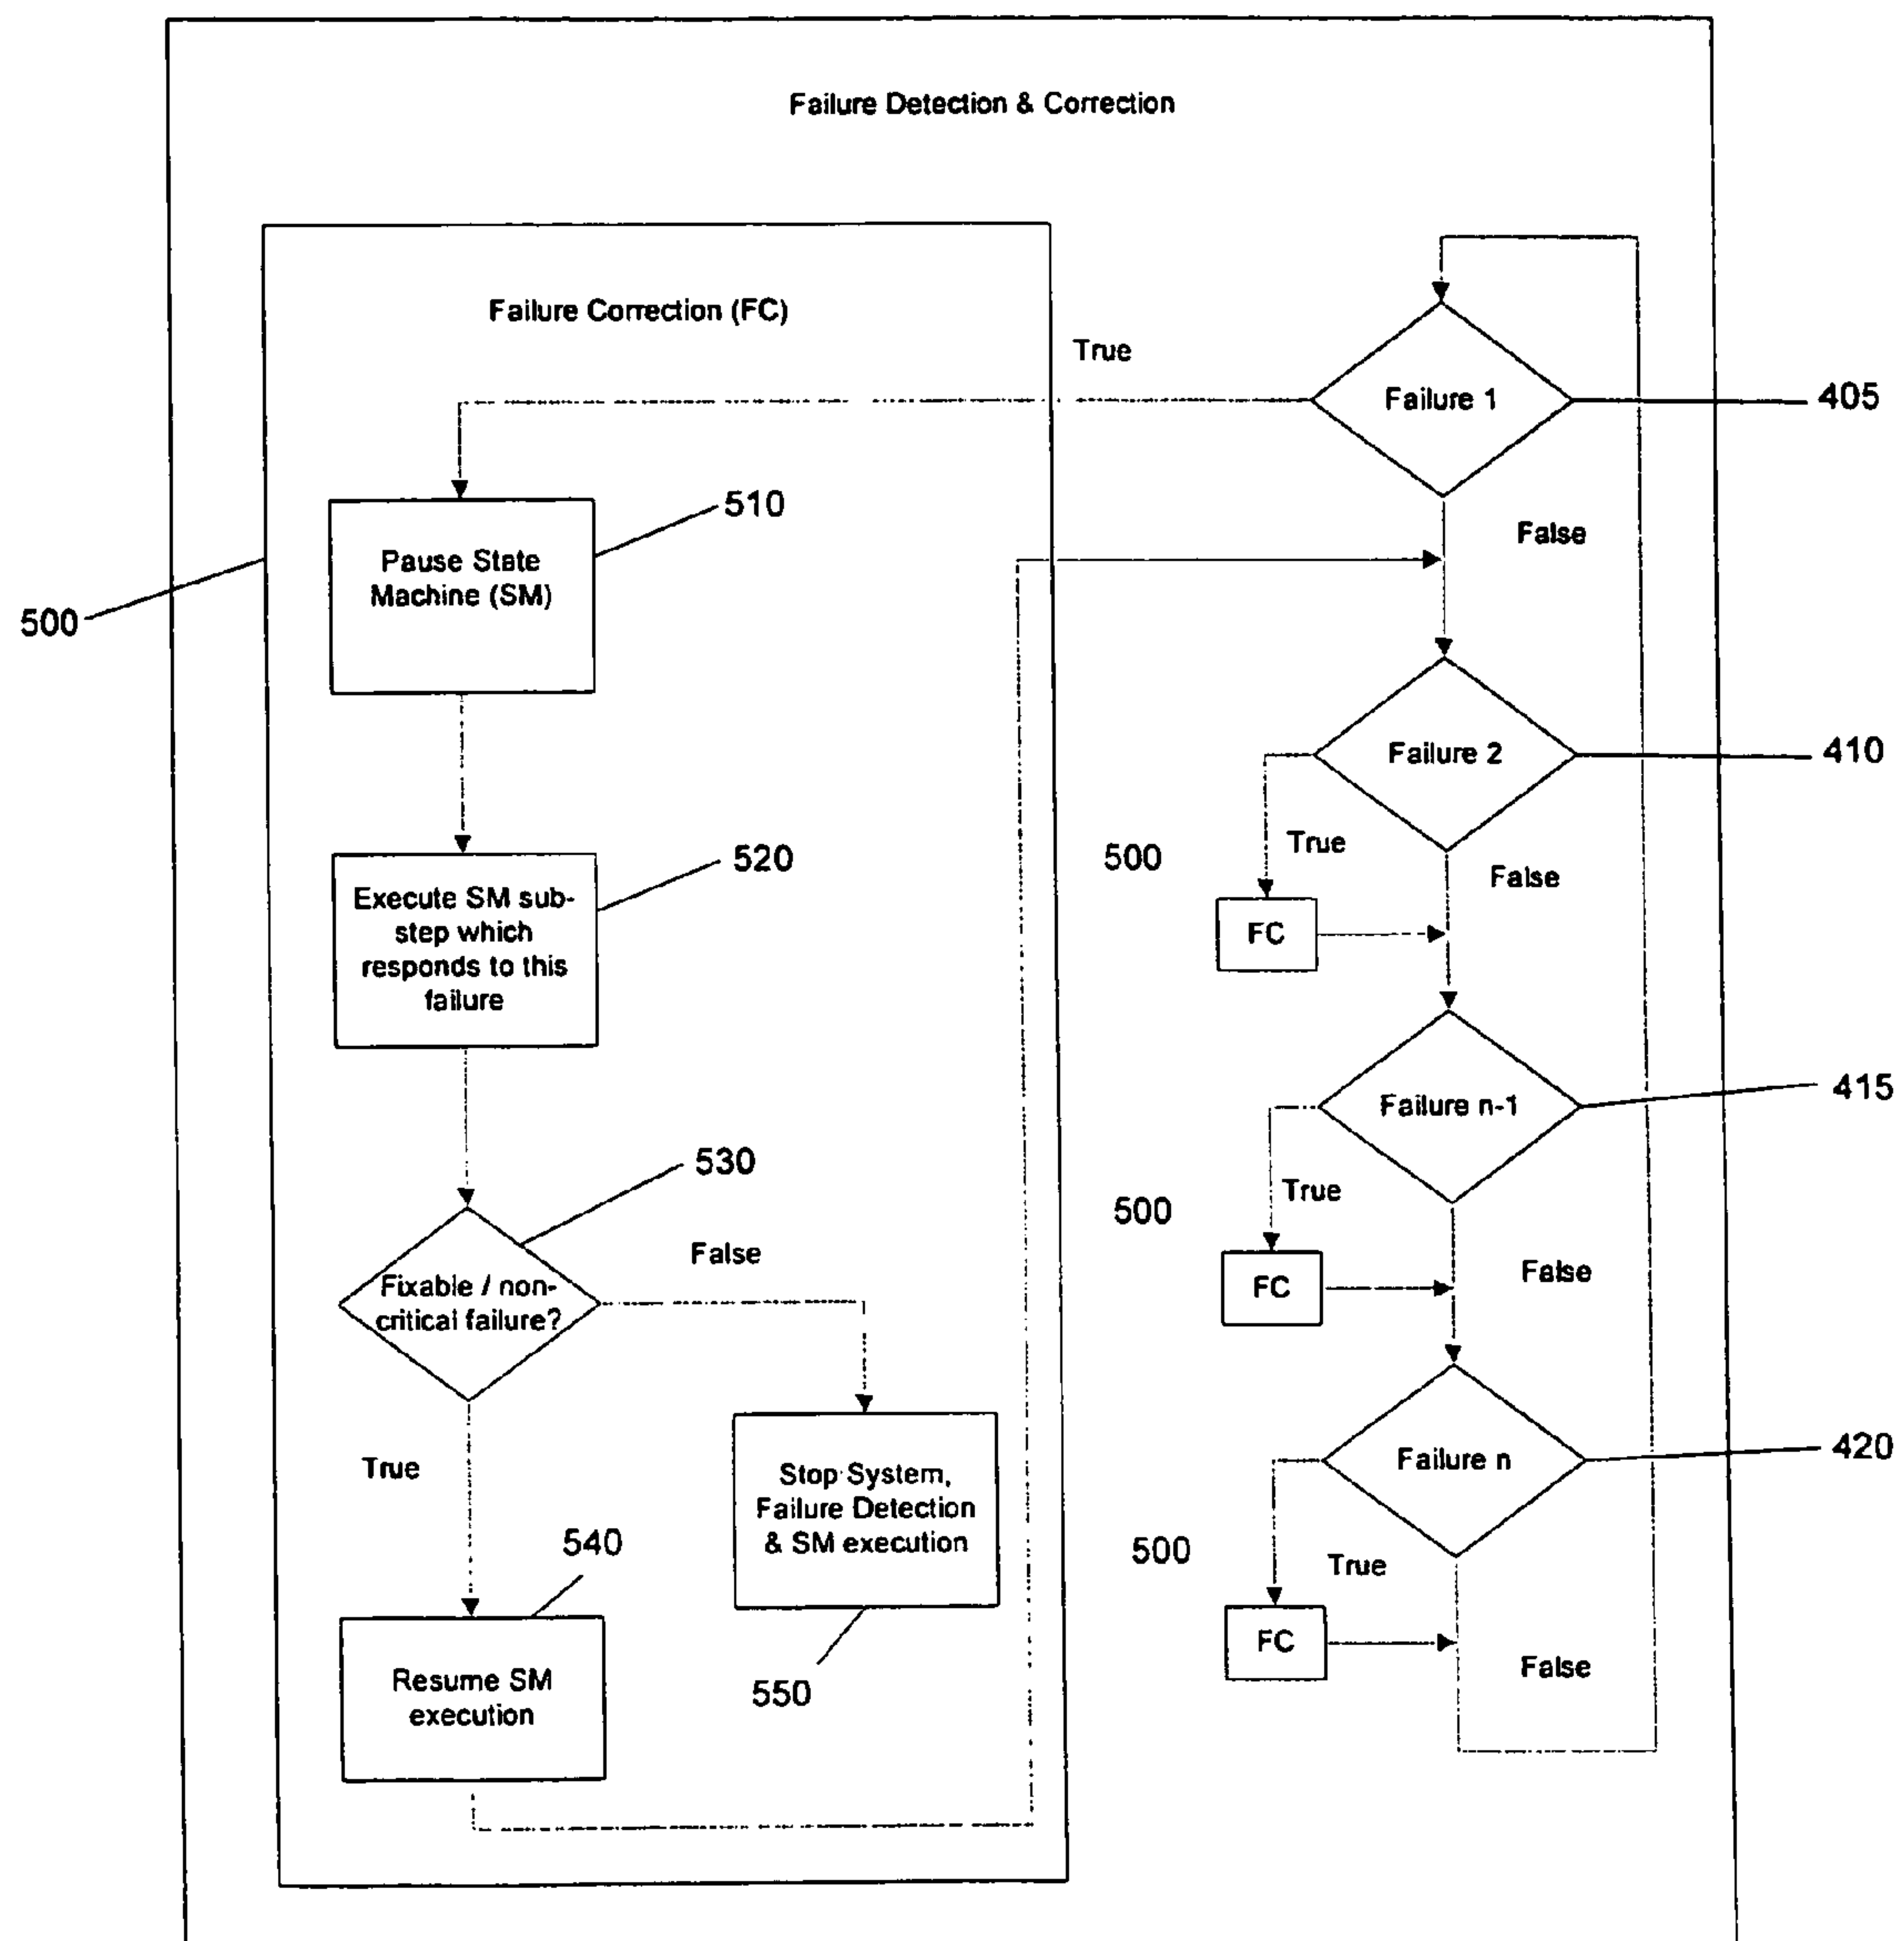 Failure Detection & Correction
Failure Correction (FC)
True
Failure 1
405
510
False
Pause State
Machine (SM)
500
Failure 2
410
520
500
True
False
Execute SM sub-
step which
responds to this
failure
FC
Failure n-1
415
530
500
True
False
False
Fixable / non-
critical failure?
FC
True
Stop System,
Failure Detection
& SM execution
Failure n
420
540
500
True
FC
False
Resume SM
execution
550